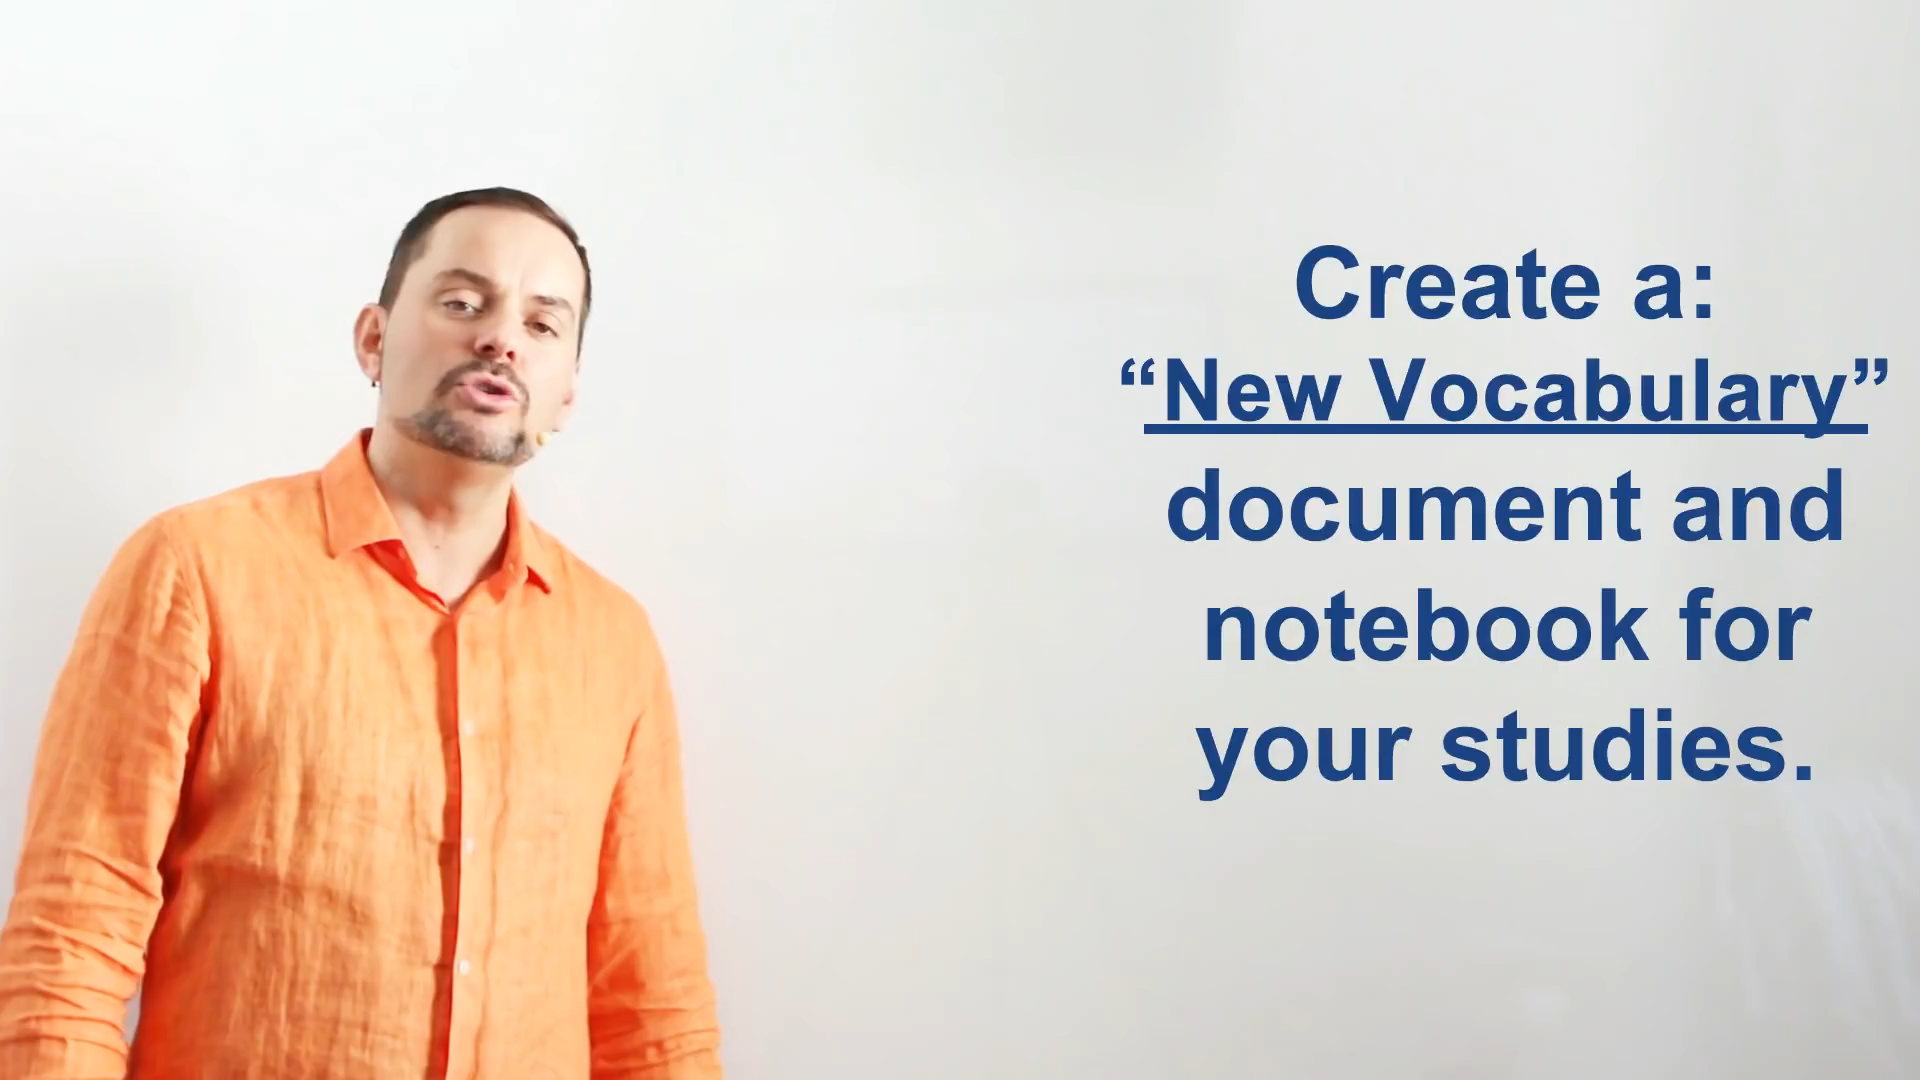 Create a:
“New Vocabulary”
document and
notebook for
your studies.